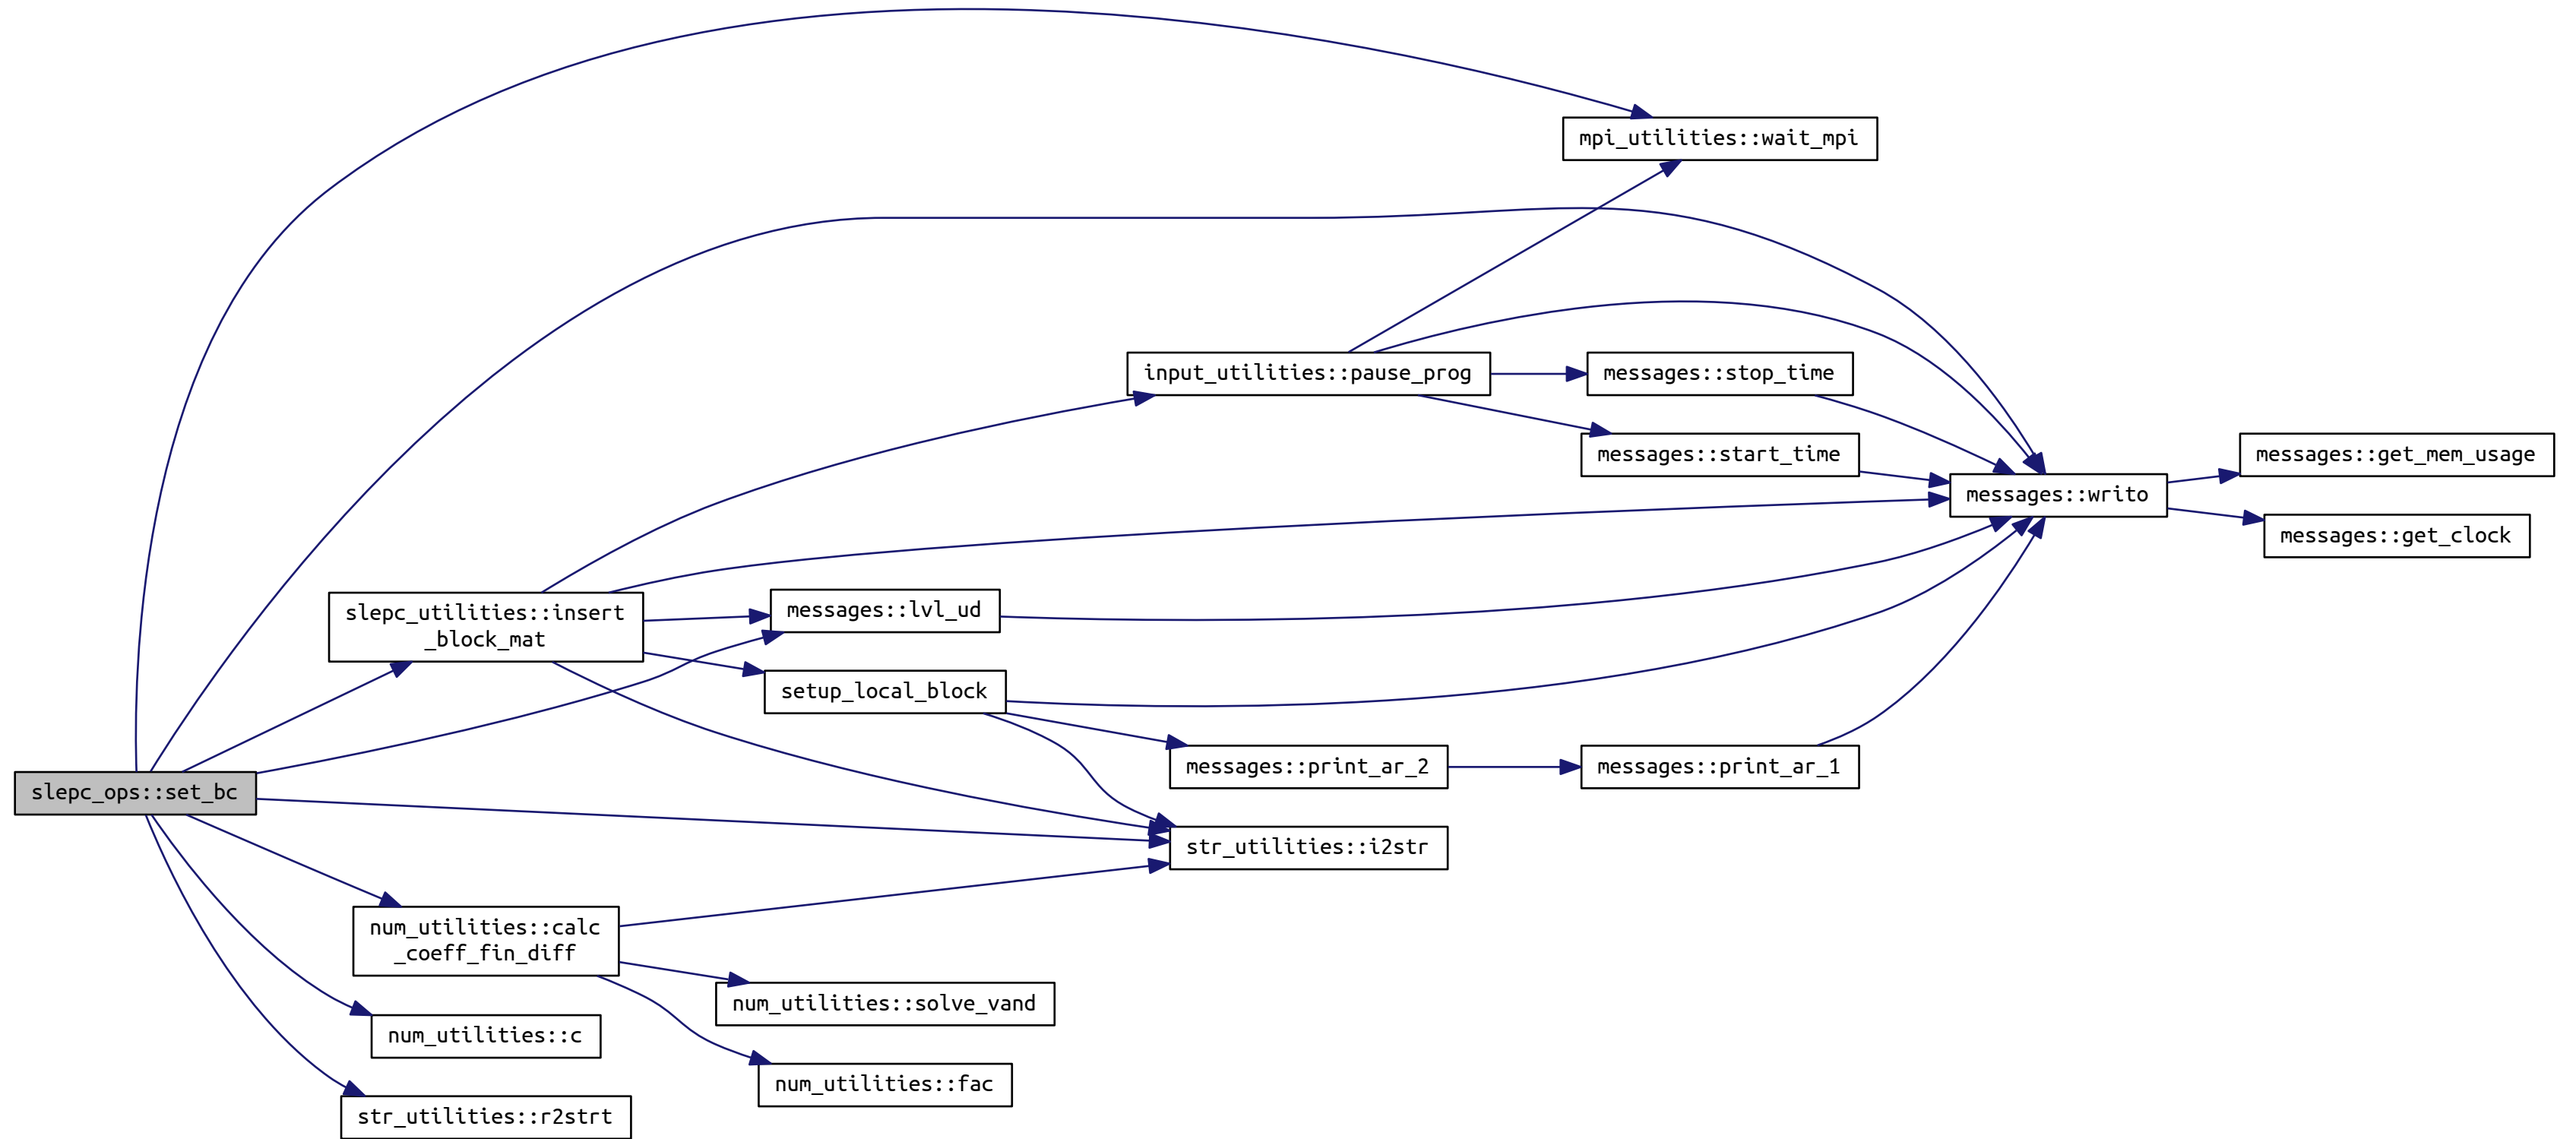 mpi_utilities::wait_mpi
input_utilities::pause_prog
messages::stop_time
messages::start_time
messages::get_mem_usage
messages::writo
messages::get_clock
slepc_utilities::insert
_block_mat
messages::lvl_ud
setup_local_block
messages::print_ar_2
messages::print_ar_1
slepc_ops::set_bc
str_utilities::i2str
num_utilities::calc
_coeff_fin_diff
num_utilities::solve_vand
num_utilities::c
num_utilities::fac
str_utilities::r2strt